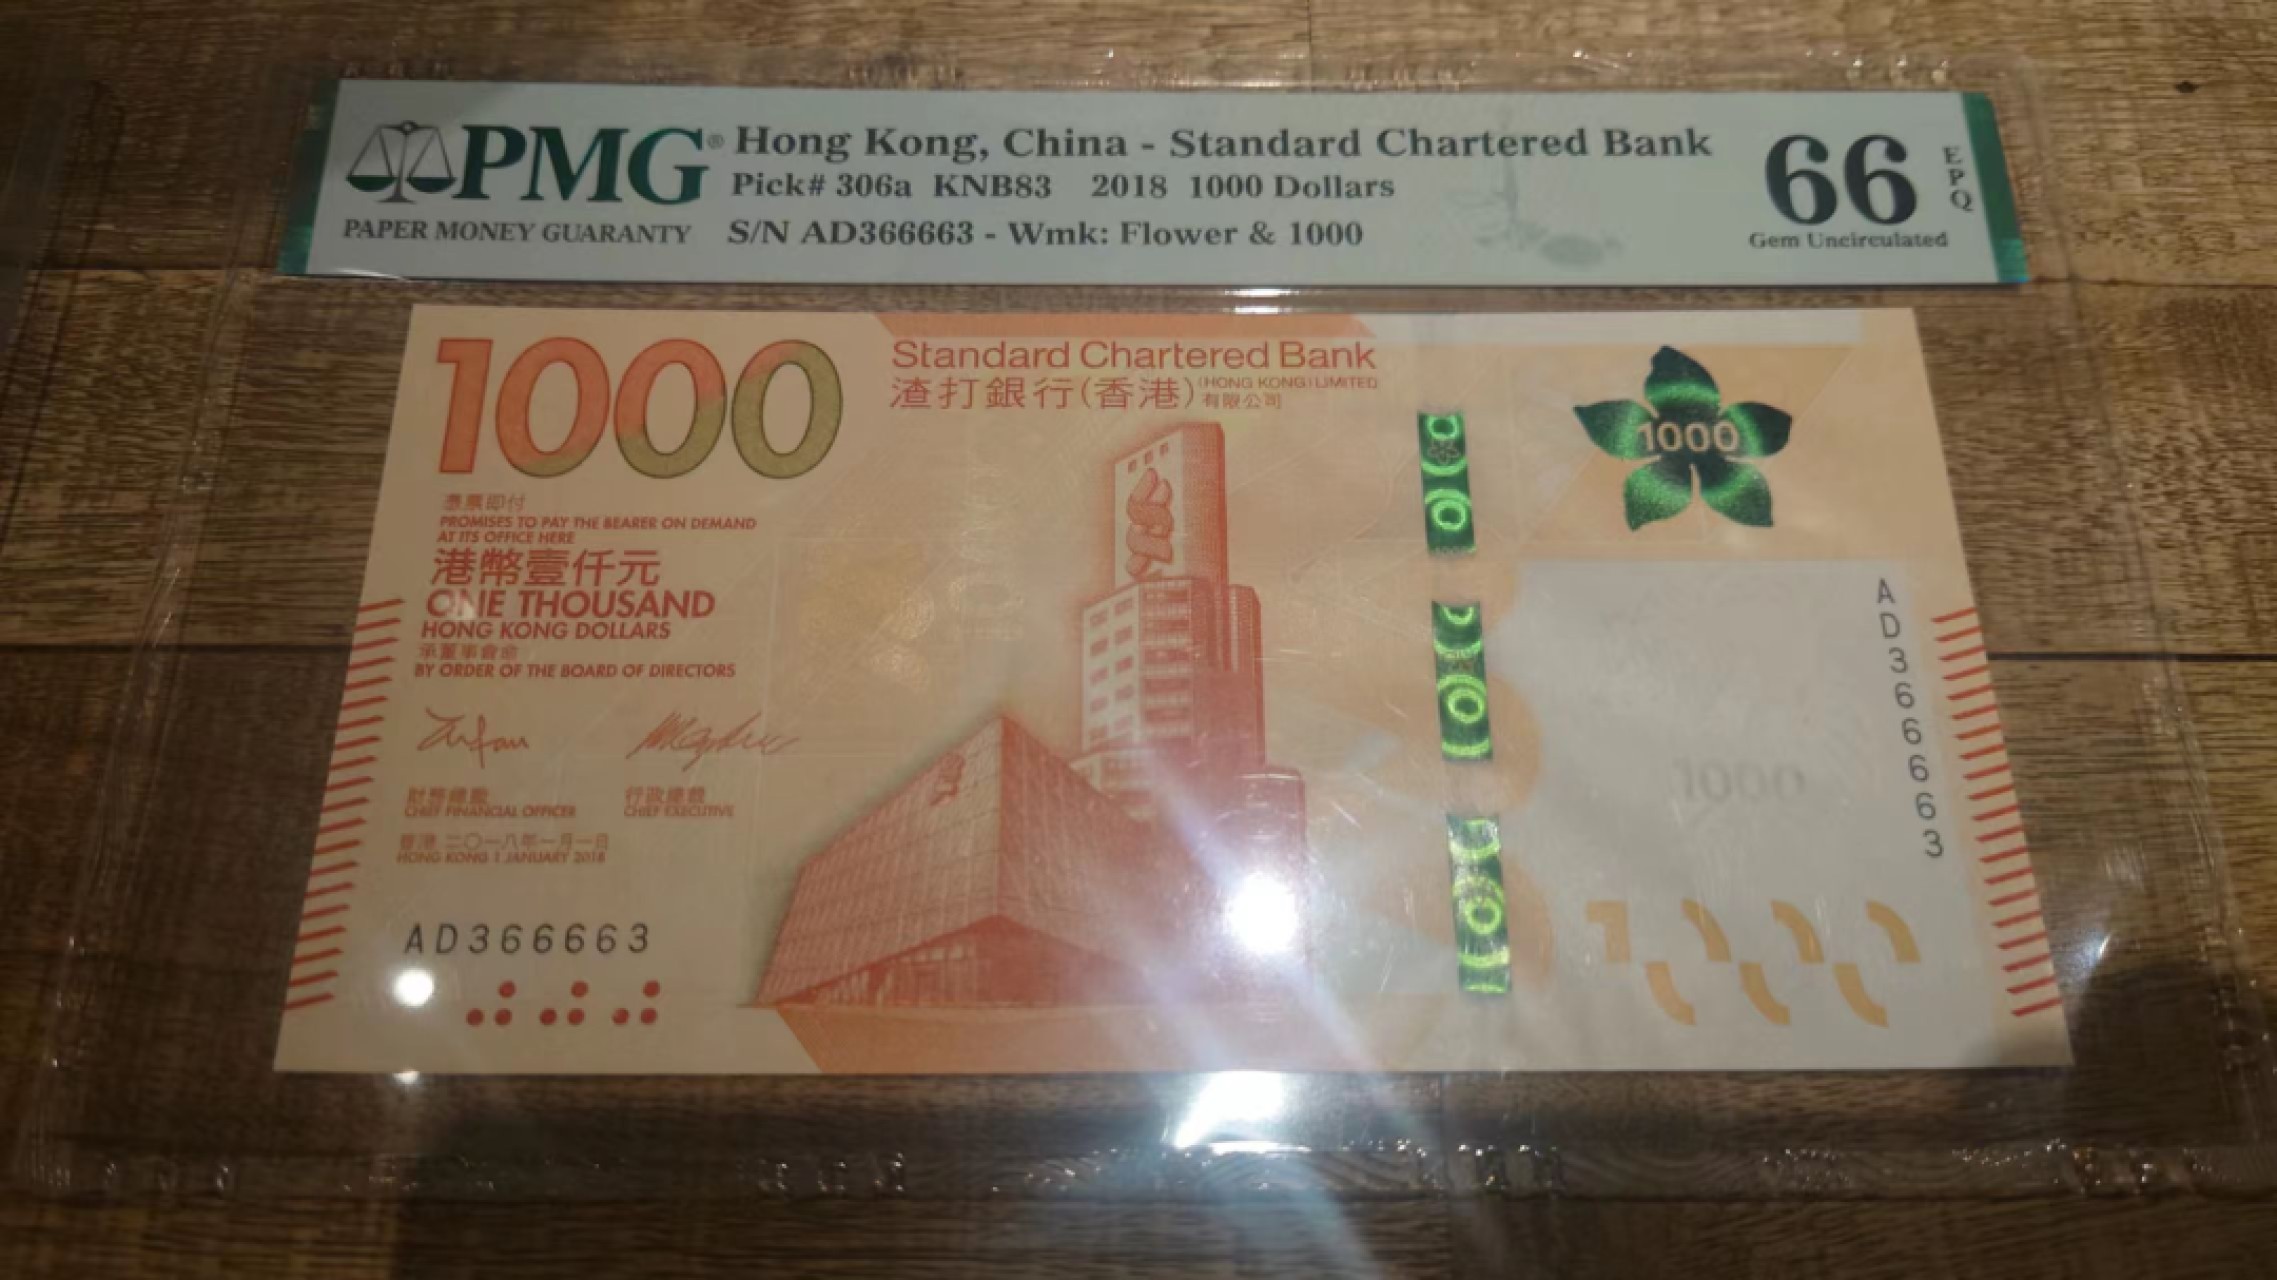 PMG® Hong Kong, China - Standard Chartered Bank
Pick# 306a KNB83 2018 1000 Dollars
PAPER MONEY GUARANTY S/N AD366663 - Wmk: Flower & 1000
66 EPQ
Gem Uncirculated
1000
Standard Chartered Bank
渣打銀行(香港) (HONG KONG) LIMITED
有限公司
1000
憑票即付
PROMISES TO PAY THE BEARER ON DEMAND
AT ITS OFFICE HERE
港幣壹仟元
ONE THOUSAND
HONG KONG DOLLARS
承董事會命
BY ORDER OF THE BOARD OF DIRECTORS
財務總監 行政總裁
CHIEF FINANCIAL OFFICER CHIEF EXECUTIVE
香港 二〇一八年一月一日
HONG KONG 1 JANUARY 2018
AD366663
AD366663
1000